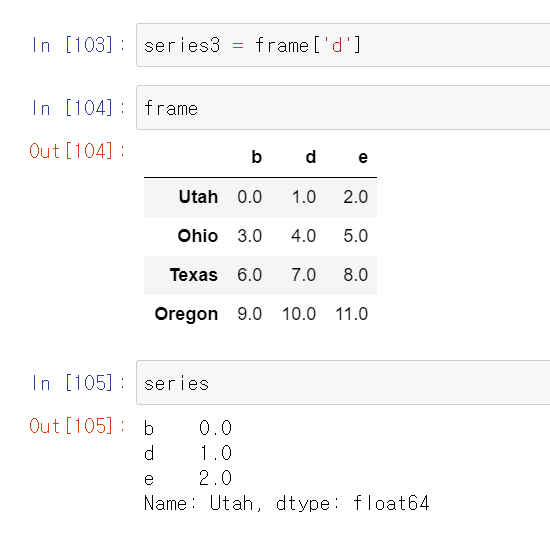 In [103]: series3 = frame['d']
In [104]: frame
Out[104]:
b d e
Utah 0.0 1.0 2.0
Ohio 3.0 4.0 5.0
Texas 6.0 7.0 8.0
Oregon 9.0 10.0 11.0
In [105]: series
Out[105]: b 0.0
d 1.0
e 2.0
Name: Utah, dtype: float64